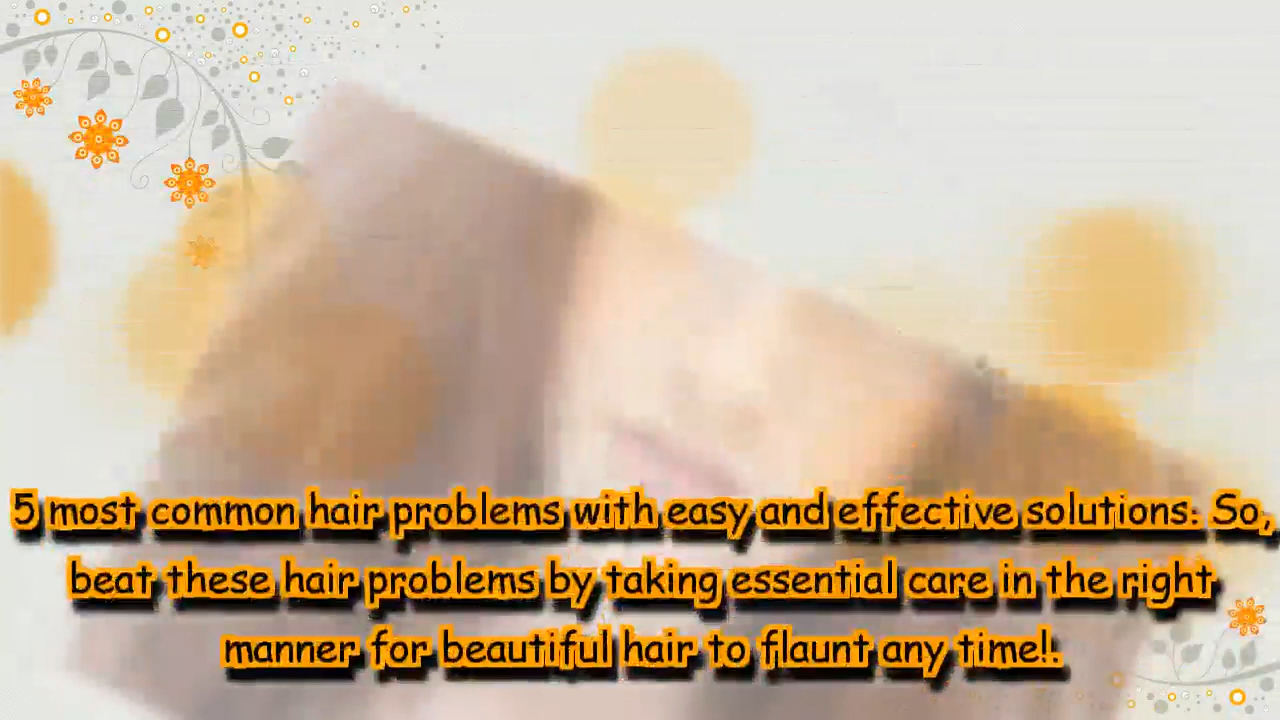 5 most common hair problems with easy and effective solutions. So,
beat these hair problems by taking essential care in the right
manner for beautiful hair to flaunt any time!.